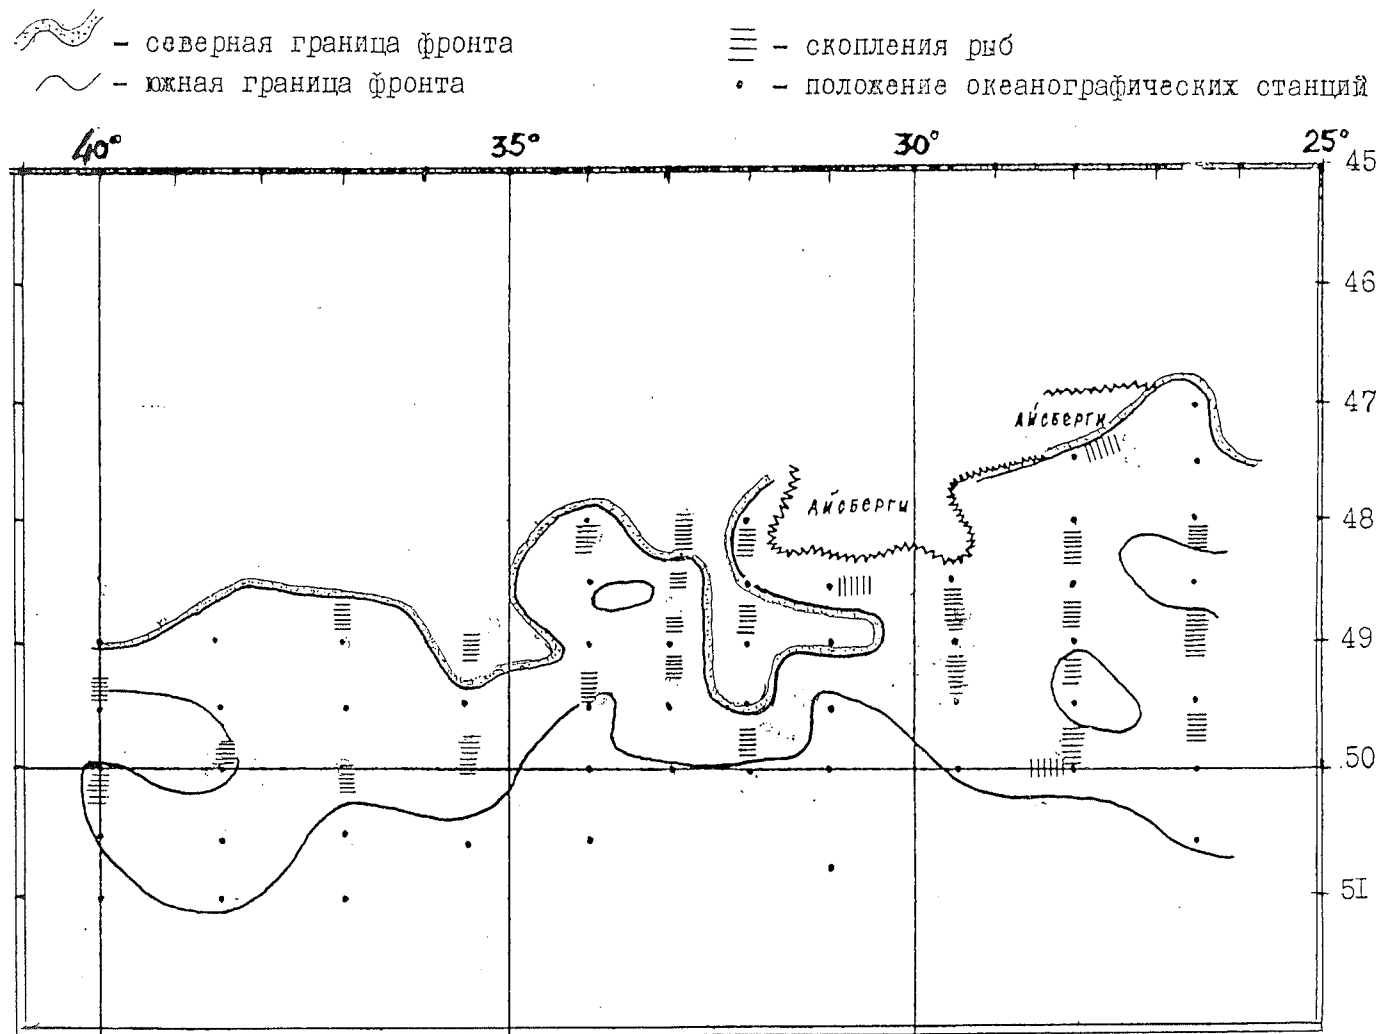 – северная граница фронта
– южная граница фронта
– скопления рыб
– положение океанографических станций
40° 35° 30° 25°
45
46
47
48
49
50
5I
АЙСБЕРГИ
АЙСБЕРГИ